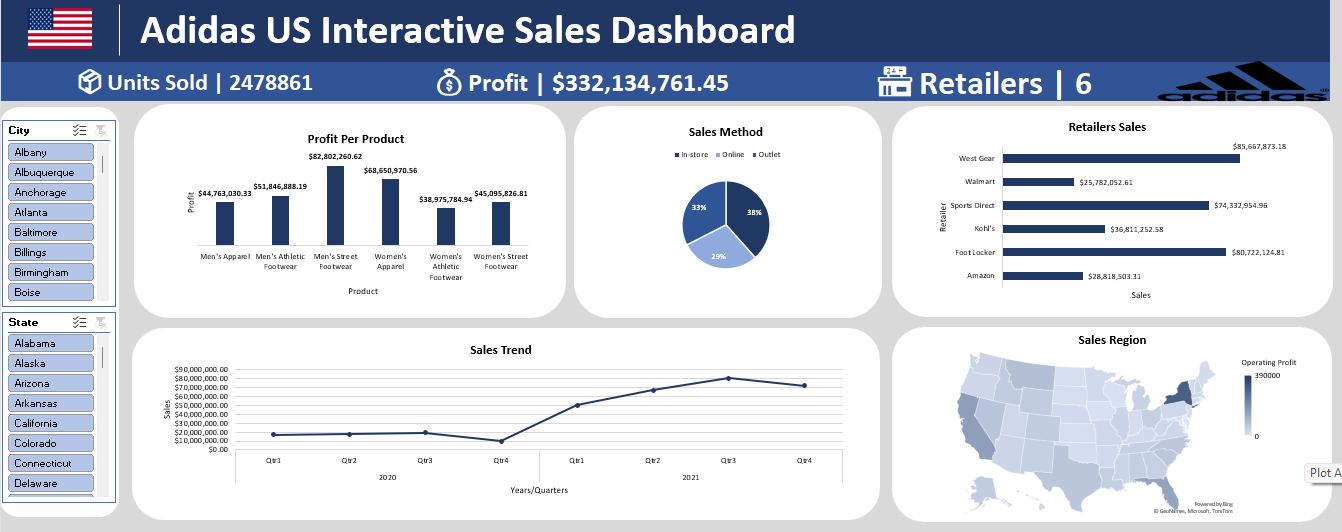 Adidas US Interactive Sales Dashboard
Units Sold | 2478861
Profit | $332,134,761.45
Retailers | 6
adidas
City
Albany
Albuquerque
Anchorage
Atlanta
Baltimore
Billings
Birmingham
Boise
State
Alabama
Alaska
Arizona
Arkansas
California
Colorado
Connecticut
Delaware
Profit Per Product
Profit
$44,763,030.33
$51,846,888.19
$82,802,260.62
$68,650,970.56
$38,975,784.94
$45,095,826.81
Men's Apparel
Men's Athletic
Footwear
Men's Street
Footwear
Women's
Apparel
Women's
Athletic
Footwear
Women's Street
Footwear
Product
Sales Method
In-store
Online
Outlet
33%
38%
29%
Retailers Sales
Retailer
West Gear
$85,667,873.18
Walmart
$25,782,052.61
Sports Direct
$74,332,954.96
Kohl's
$36,811,252.58
Foot Locker
$80,722,124.81
Amazon
$28,818,503.31
Sales
Sales Trend
Sales
$90,000,000.00
$80,000,000.00
$70,000,000.00
$60,000,000.00
$50,000,000.00
$40,000,000.00
$30,000,000.00
$20,000,000.00
$10,000,000.00
$0.00
Qtr1 Qtr2 Qtr3 Qtr4 Qtr1 Qtr2 Qtr3 Qtr4
2020 2021
Years/Quarters
Sales Region
Operating Profit
390000
0
Plot A
Powered by Bing
© GeoNames, Microsoft, TomTom